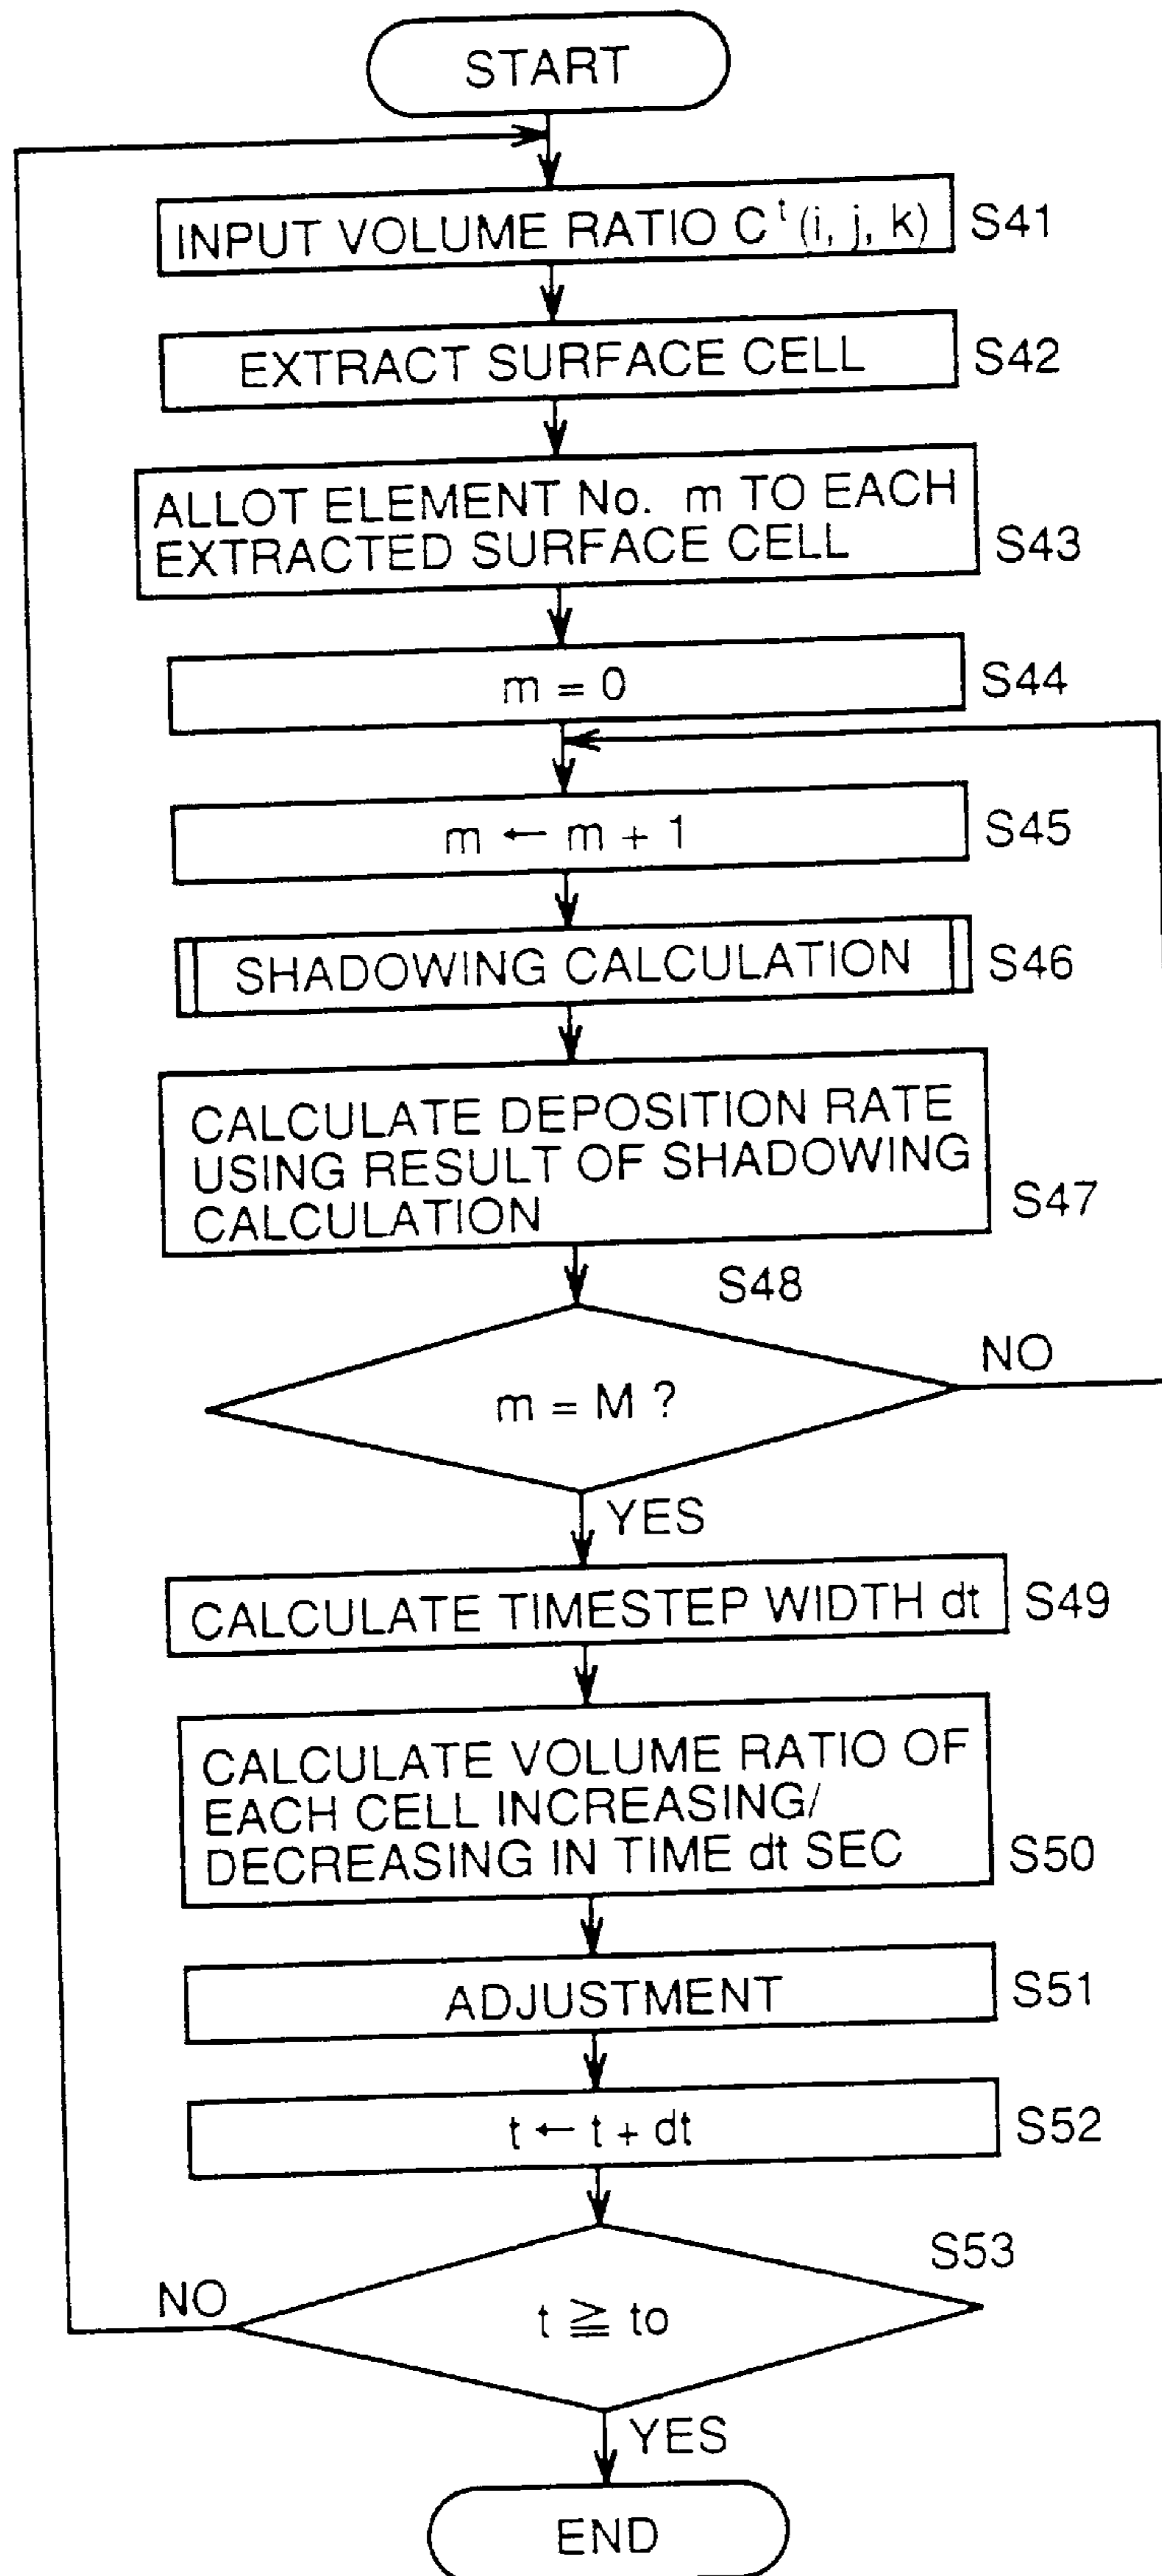 START
INPUT VOLUME RATIO Cᵗ(i, j, k) S41
EXTRACT SURFACE CELL S42
ALLOT ELEMENT No. m TO EACH
EXTRACTED SURFACE CELL S43
m = 0 S44
m ← m + 1 S45
SHADOWING CALCULATION S46
CALCULATE DEPOSITION RATE
USING RESULT OF SHADOWING
CALCULATION S47
S48
NO
m = M ?
YES
CALCULATE TIMESTEP WIDTH dt S49
CALCULATE VOLUME RATIO OF
EACH CELL INCREASING/
DECREASING IN TIME dt SEC S50
ADJUSTMENT S51
t ← t + dt S52
S53
NO
t ≧ to
YES
END